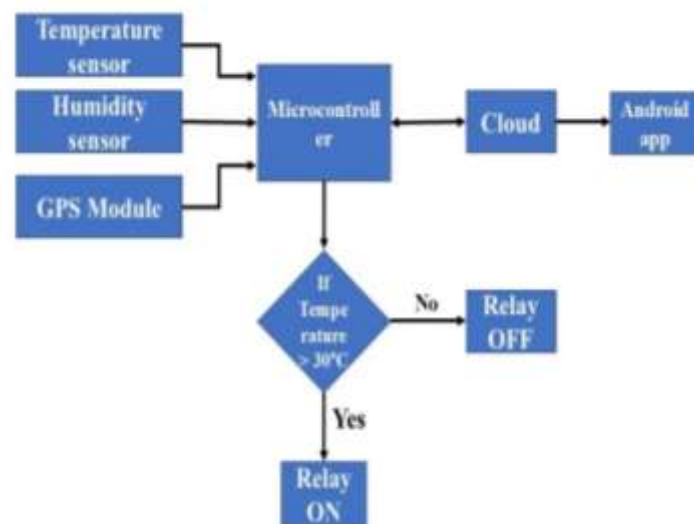 Temperature
sensor
Humidity
sensor
GPS Module
Microcontroll
er
Cloud
Android
app
If
Tempe
rature
> 30°C
No
Relay
OFF
Yes
Relay
ON